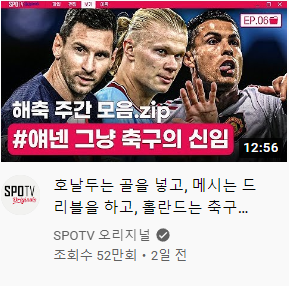 EP.06
해축 주간 모음.zip
#얘넨 그냥 축구의 신임
12:56
SPOTV
Originals
호날두는 골을 넣고, 메시는 드
리블을 하고, 홀란드는 축구…
SPOTV 오리지널
조회수 52만회 • 2일 전